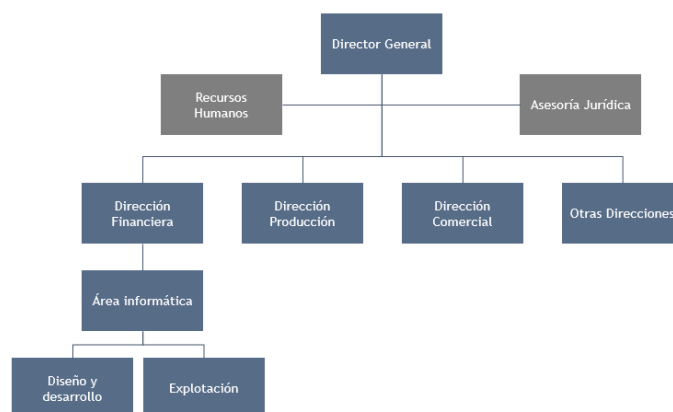 Director General
Recursos
Humanos
Asesoría Jurídica
Dirección
Financiera
Dirección
Producción
Dirección
Comercial
Otras Direcciones
Área informática
Diseño y
desarrollo
Explotación